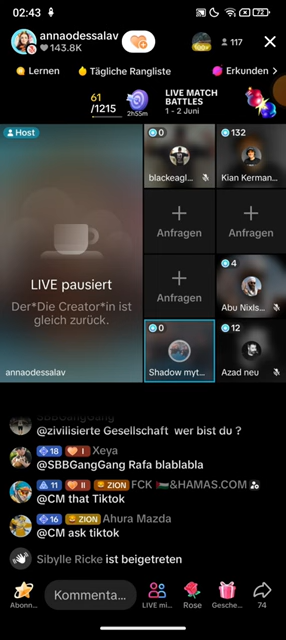 02:43
72
annaodessalav
143.8K
117
Lernen
Tägliche Rangliste
Erkunden >
61
/1215
2h55m
LIVE MATCH
BATTLES
1 - 2 Juni
Host
0
132
blackeagl...
Kian Kerman...
LIVE pausiert
Der*Die Creator*in ist
gleich zurück.
annaodessalav
Anfragen
Anfragen
Anfragen
4
Abu Nixls...
0
12
Shadow myt...
Azad neu
SBBGangGang
@zivilisierte Gesellschaft wer bist du ?
18 I Xeya
@SBBGangGang Rafa blablabla
11 II ZION FCK &HAMAS.COM
@CM that Tiktok
16 ZION Ahura Mazda
@CM ask tiktok
Sibylle Ricke ist beigetreten
Kommenta...
Abonn...
LIVE mi...
Rose
Gesche...
74